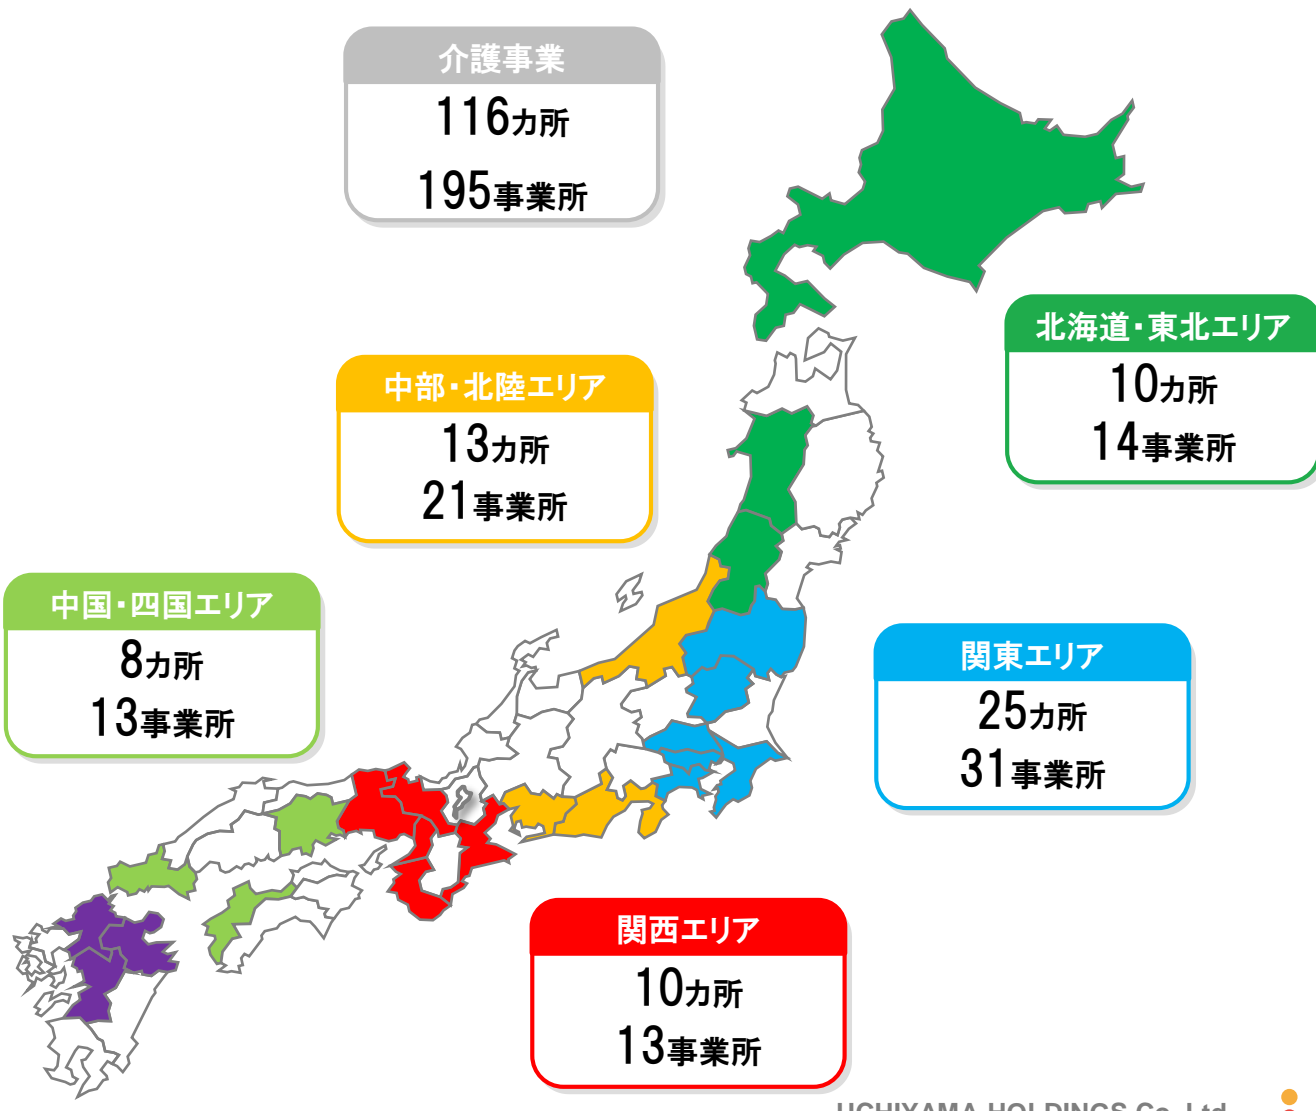 介護事業
116カ所
195事業所
北海道・東北エリア
10カ所
14事業所
中部・北陸エリア
13カ所
21事業所
中国・四国エリア
8カ所
13事業所
関東エリア
25カ所
31事業所
関西エリア
10カ所
13事業所
UCHIYAMA HOLDINGS Co.,Ltd.